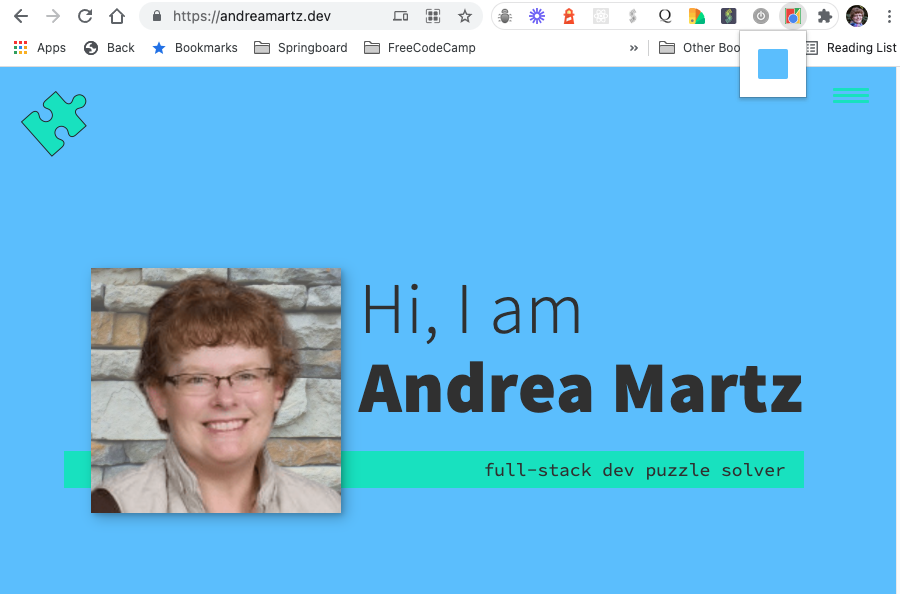 https://andreamartz.dev
Apps Back Bookmarks Springboard FreeCodeCamp » Other Boo Reading List
Hi, I am
Andrea Martz
full-stack dev puzzle solver